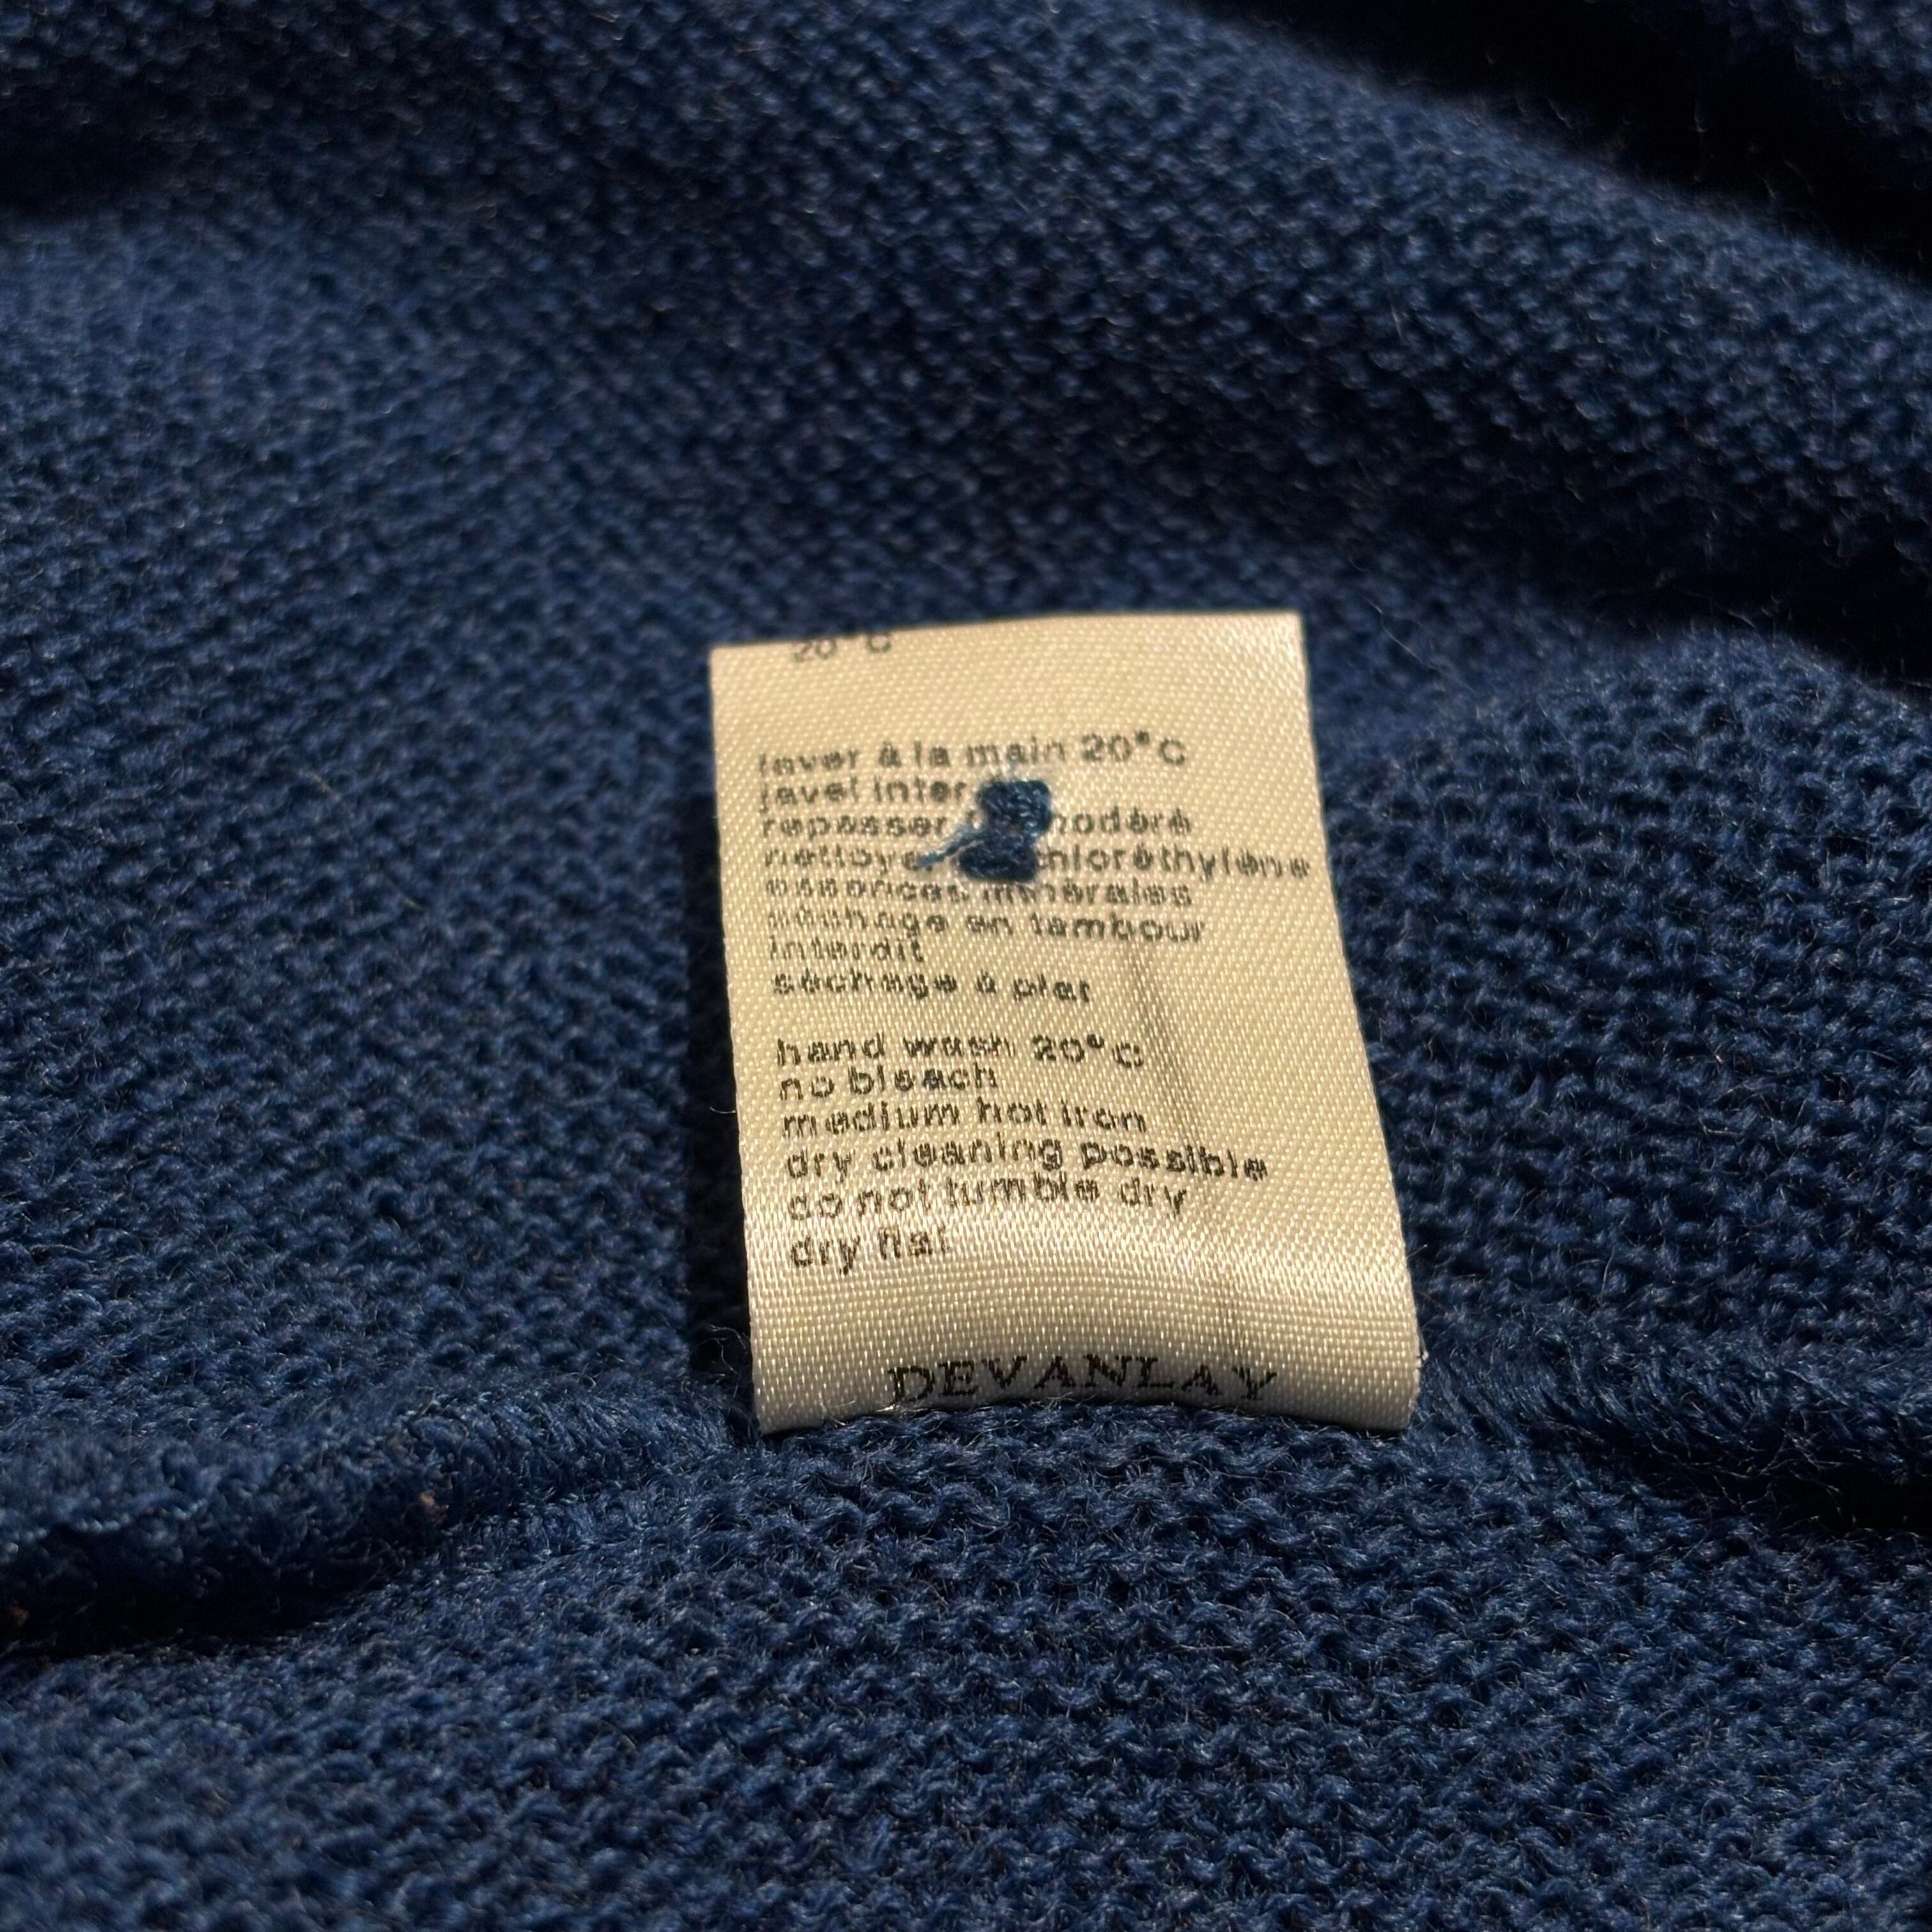 20°C
laver à la main 20°C
javel inter
repasser modéré
nettoye chloréthylène
essences minérales
séchage en tambour
interdit
séchage à plat
hand wash 20°C
no bleach
medium hot iron
dry cleaning possible
do not tumble dry
dry flat
DEVANLAY